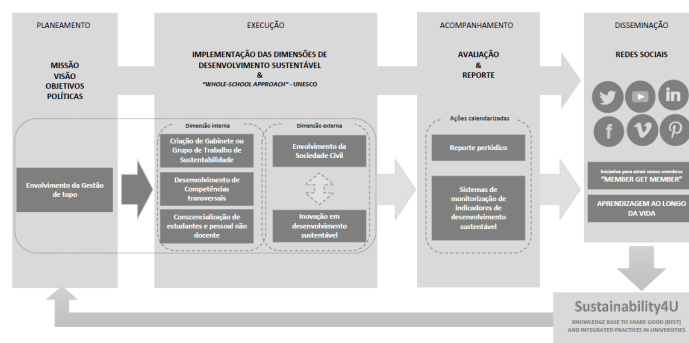 PLANEAMENTO
MISSÃO
VISÃO
OBJETIVOS
POLÍTICAS
Envolvimento da Gestão
de topo
EXECUÇÃO
IMPLEMENTAÇÃO DAS DIMENSÕES DE
DESENVOLVIMENTO SUSTENTÁVEL
&
"WHOLE-SCHOOL APPROACH" - UNESCO
Dimensão interna
Criação de Gabinete ou
Grupo de Trabalho de
Sustentabilidade
Desenvolvimento de
Competências
transversais
Conscencialização de
estudantes e pessoal não
docente
Dimensão externa
Envolvimento da
Sociedade Civil
Inovação em
desenvolvimento
sustentável
ACOMPANHAMENTO
AVALIAÇÃO
&
REPORTE
Ações calendarizadas
Reporte periódico
Sistemas de
monitorização de
indicadores de
desenvolvimento
sustentável
DISSEMINAÇÃO
REDES SOCIAIS
Iniciativas para atrair novos membros
"MEMBER GET MEMBER"
APRENDIZAGEM AO LONGO
DA VIDA
Sustainability4U
KNOWLEDGE BASE TO SHARE GOOD (BEST)
AND INTEGRATED PRACTICES IN UNIVERSITIES